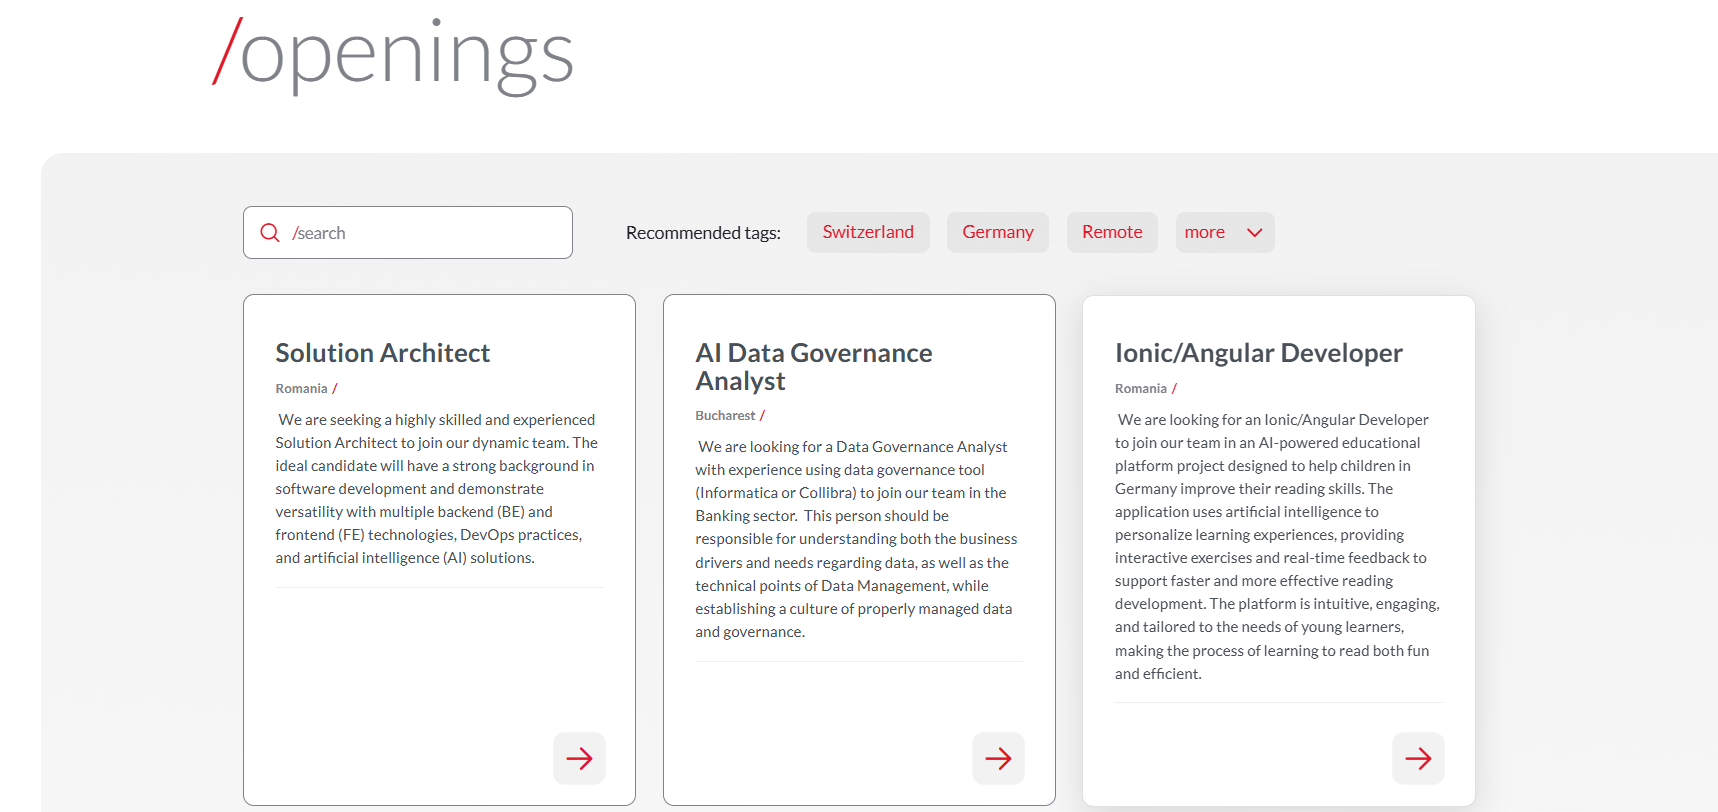 /openings
/search
Recommended tags:
Switzerland
Germany
Remote
more
Solution Architect
Romania /
We are seeking a highly skilled and experienced
Solution Architect to join our dynamic team. The
ideal candidate will have a strong background in
software development and demonstrate
versatility with multiple backend (BE) and
frontend (FE) technologies, DevOps practices,
and artificial intelligence (AI) solutions.
AI Data Governance
Analyst
Bucharest /
We are looking for a Data Governance Analyst
with experience using data governance tool
(Informatica or Collibra) to join our team in the
Banking sector.  This person should be
responsible for understanding both the business
drivers and needs regarding data, as well as the
technical points of Data Management, while
establishing a culture of properly managed data
and governance.
Ionic/Angular Developer
Romania /
We are looking for an Ionic/Angular Developer
to join our team in an AI-powered educational
platform project designed to help children in
Germany improve their reading skills. The
application uses artificial intelligence to
personalize learning experiences, providing
interactive exercises and real-time feedback to
support faster and more effective reading
development. The platform is intuitive, engaging,
and tailored to the needs of young learners,
making the process of learning to read both fun
and efficient.